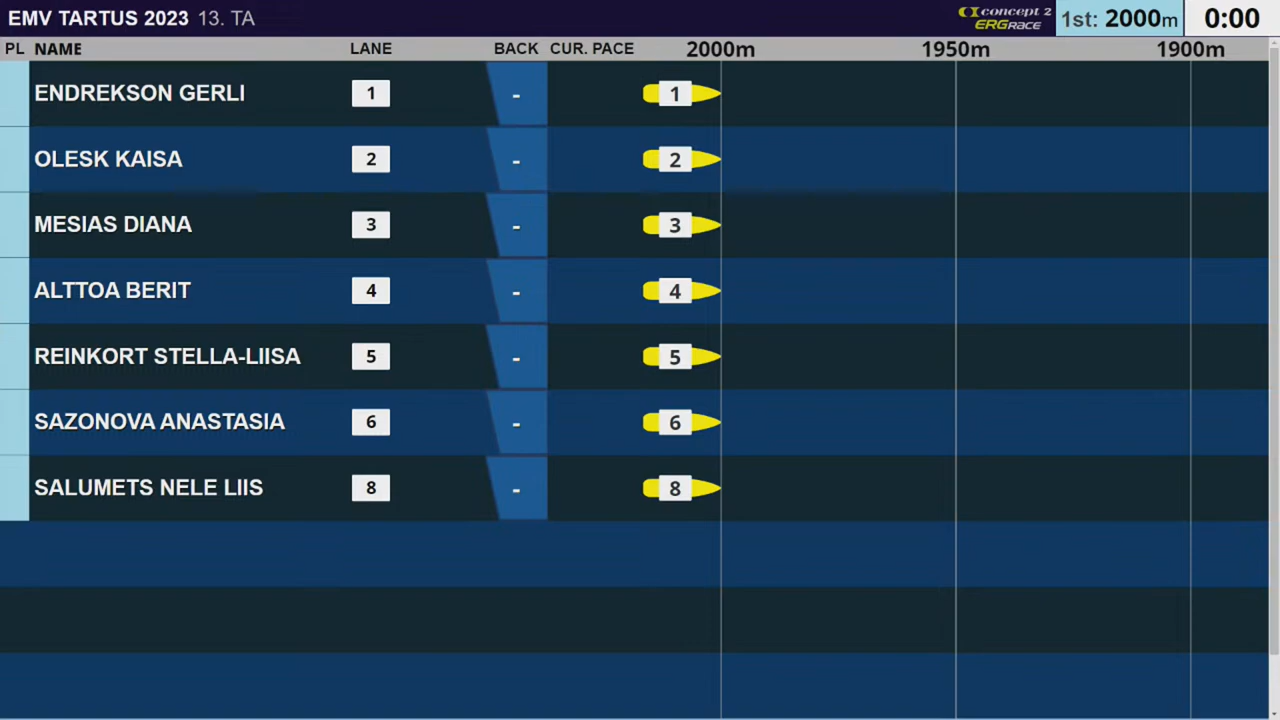 EMV TARTUS 2023 13. TA concept 2 ERGRACE 1st: 2000m 0:00
PL NAME LANE BACK CUR. PACE 2000m 1950m 1900m
ENDREKSON GERLI 1 - 1
OLESK KAISA 2 - 2
MESIAS DIANA 3 - 3
ALTTOA BERIT 4 - 4
REINKORT STELLA-LIISA 5 - 5
SAZONOVA ANASTASIA 6 - 6
SALUMETS NELE LIIS 8 - 8